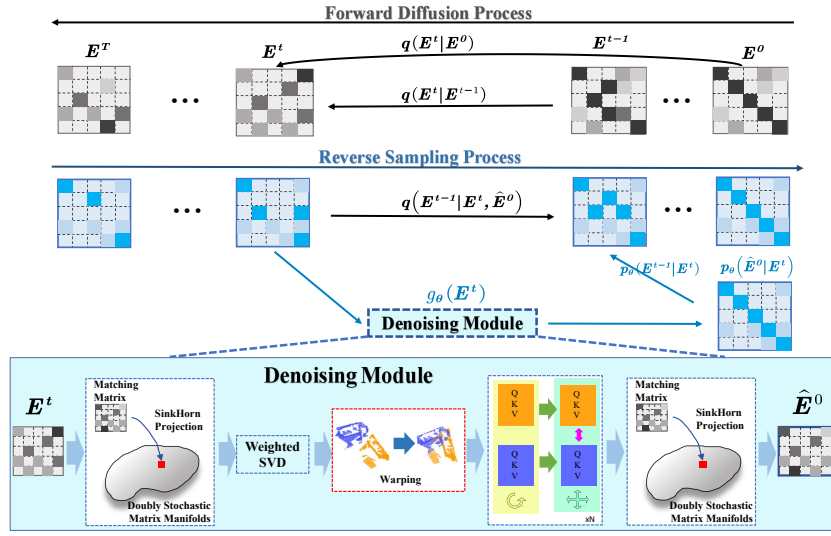 Forward Diffusion Process
E^T
E^t
q(E^t|E^0)
E^{t-1}
E^0
...
q(E^t|E^{t-1})
...
Reverse Sampling Process
...
q(E^{t-1}|E^t, Ê^0)
...
p_θ(E^{t-1}|E^t)
p_θ(Ê^0|E^t)
g_θ(E^t)
Denoising Module
Denoising Module
E^t
Matching
Matrix
SinkHorn
Projection
Doubly Stochastic
Matrix Manifolds
Weighted
SVD
Warping
Q
K
V
Q
K
V
Q
K
V
Q
K
V
xN
Matching
Matrix
SinkHorn
Projection
Doubly Stochastic
Matrix Manifolds
Ê^0